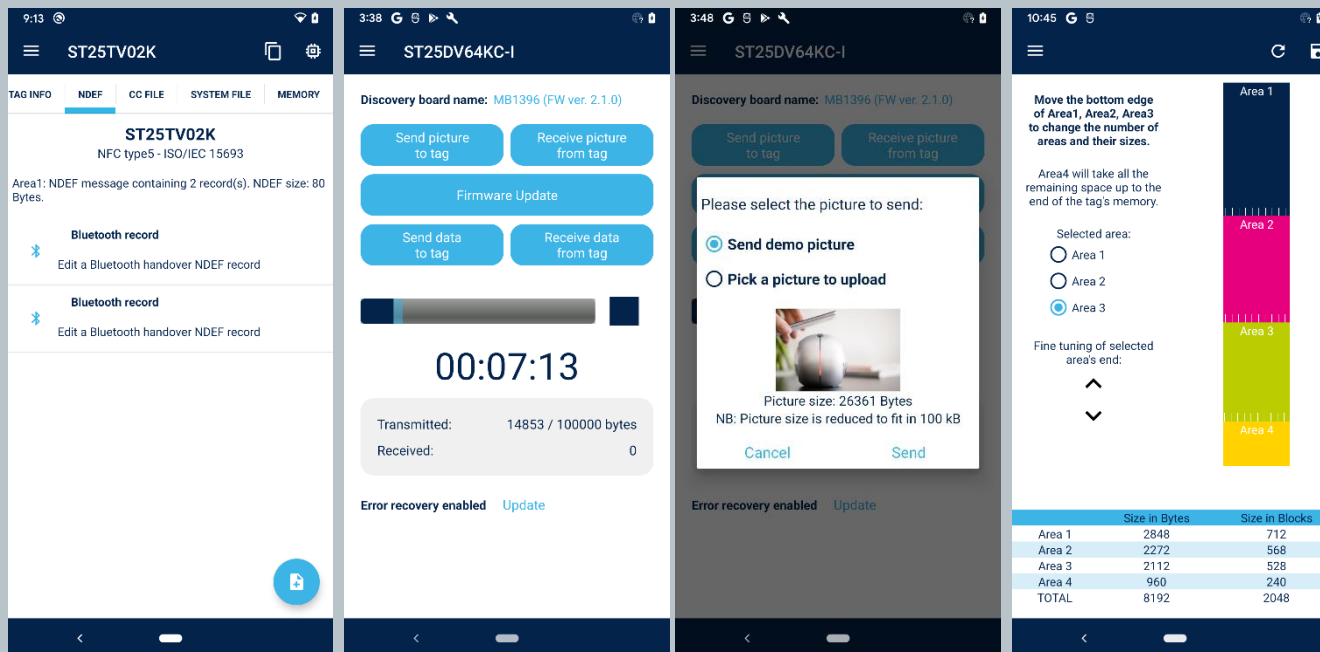 9:13
ST25TV02K
TAG INFO NDEF CC FILE SYSTEM FILE MEMORY
ST25TV02K
NFC type5 - ISO/IEC 15693
Area1: NDEF message containing 2 record(s). NDEF size: 80
Bytes.
Bluetooth record
Edit a Bluetooth handover NDEF record
Bluetooth record
Edit a Bluetooth handover NDEF record
3:38 G
ST25DV64KC-I
Discovery board name: MB1396 (FW ver. 2.1.0)
Send picture
to tag
Receive picture
from tag
Firmware Update
Send data
to tag
Receive data
from tag
00:07:13
Transmitted: 14853 / 100000 bytes
Received: 0
Error recovery enabled Update
3:48 G
ST25DV64KC-I
Discovery board name: MB1396 (FW ver. 2.1.0)
Send picture
to tag
Receive picture
from tag
Please select the picture to send:
Send demo picture
Pick a picture to upload
Picture size: 26361 Bytes
NB: Picture size is reduced to fit in 100 kB
Cancel Send
Error recovery enabled Update
10:45 G
Move the bottom edge
of Area1, Area2, Area3
to change the number of
areas and their sizes.
Area4 will take all the
remaining space up to the
end of the tag's memory.
Selected area:
Area 1
Area 2
Area 3
Fine tuning of selected
area's end:
Area 1
Area 2
Area 3
Area 4
Size in Bytes Size in Blocks
Area 1 2848 712
Area 2 2272 568
Area 3 2112 528
Area 4 960 240
TOTAL 8192 2048